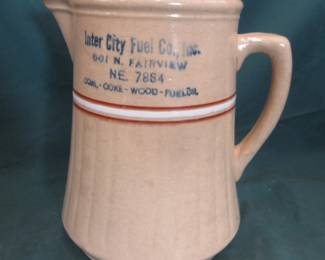 Inter City Fuel Co., Inc.
601 N. FAIRVIEW
NE. 7884
COAL-COKE-WOOD-FUEL OIL